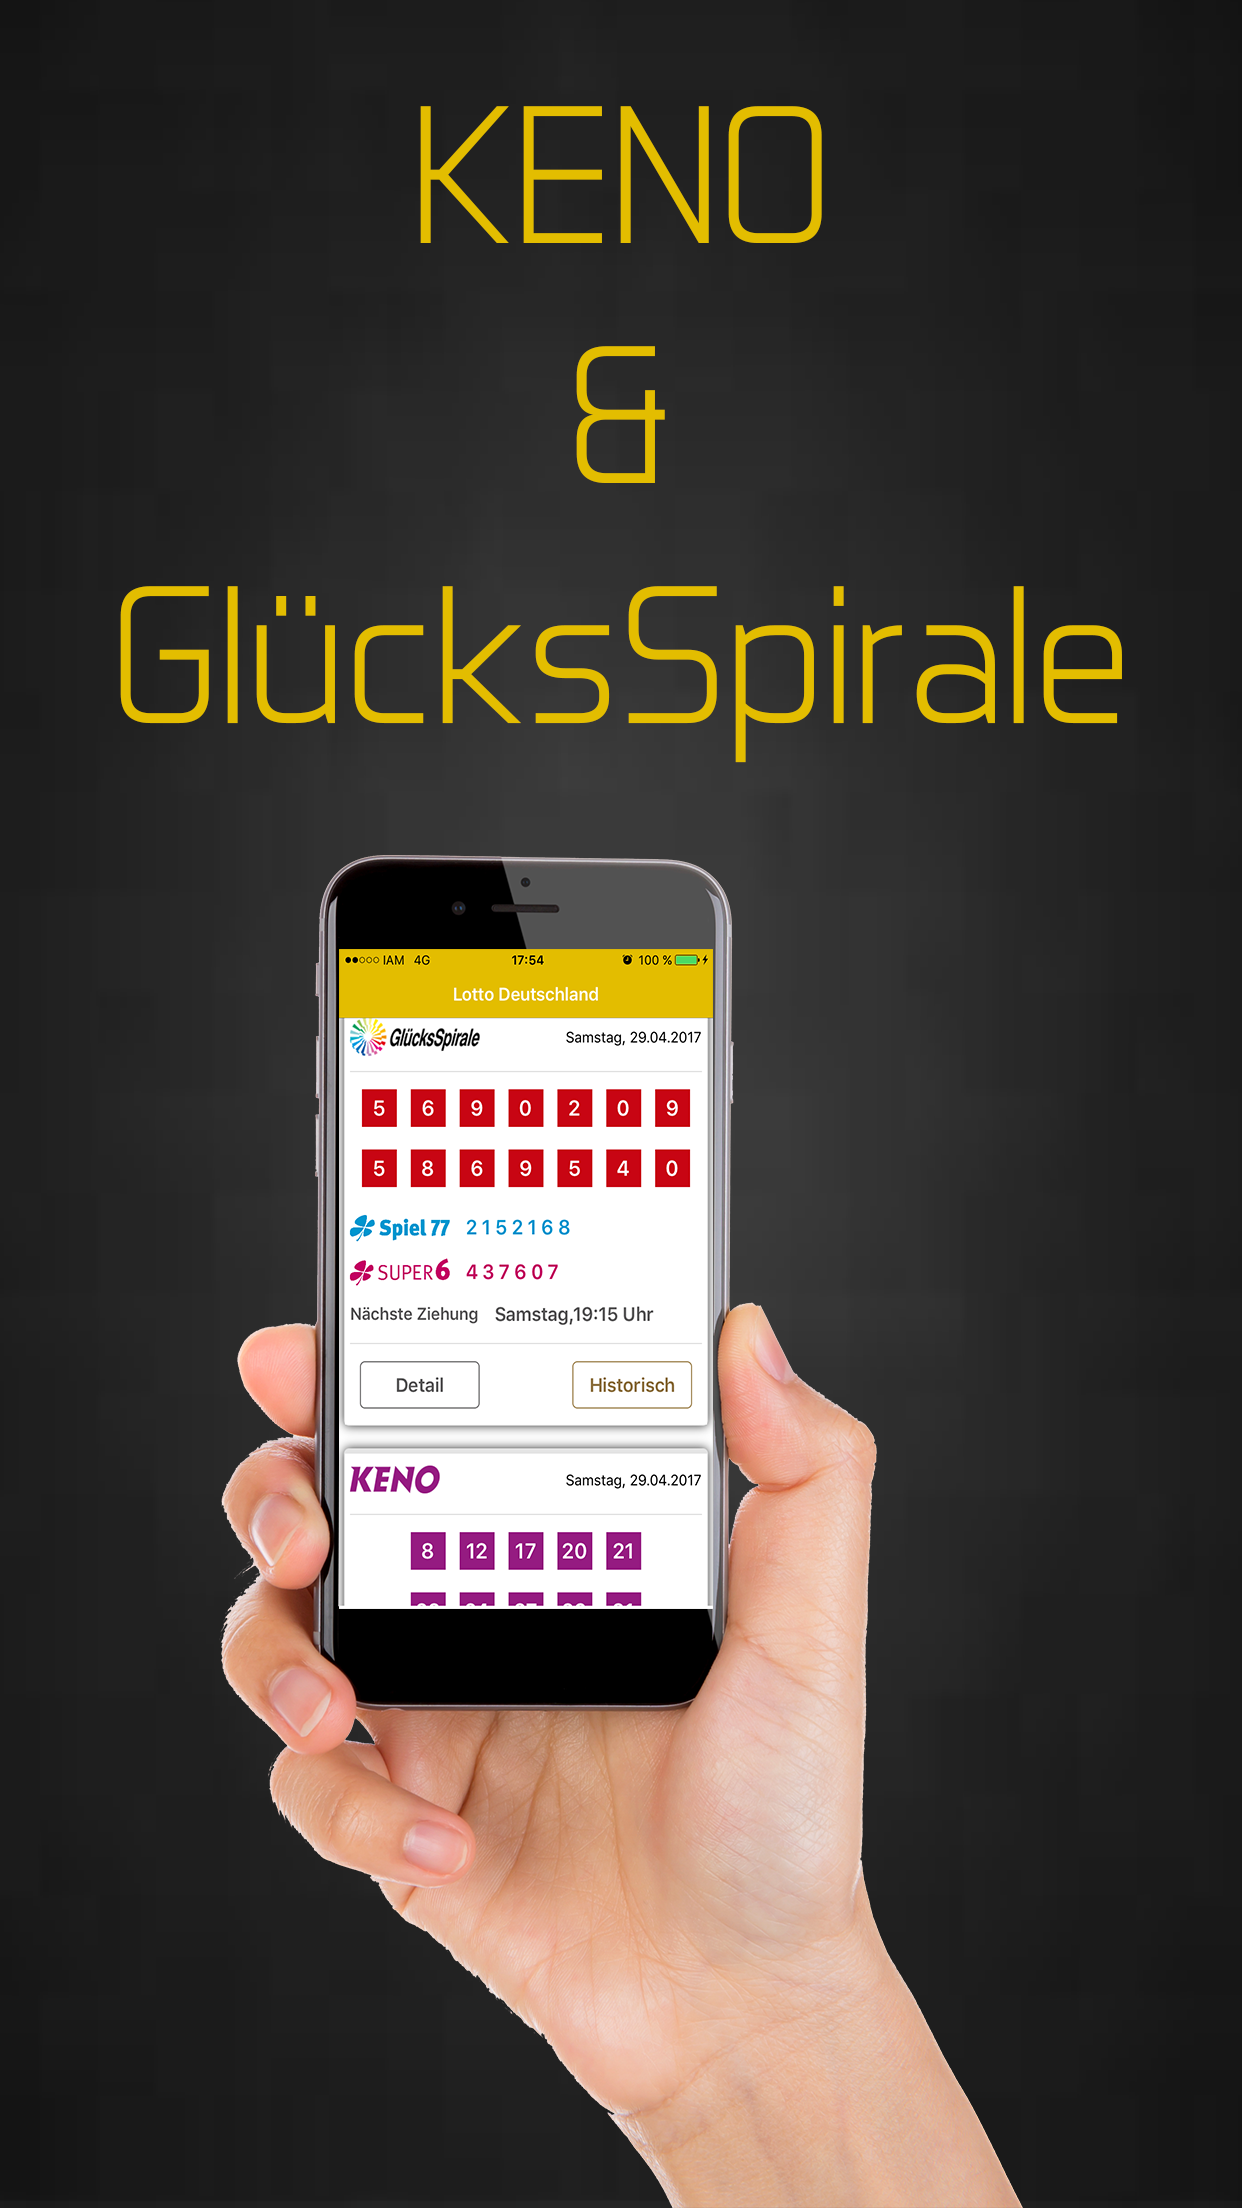 KENO
&
GlücksSpirale
IAM 4G 17:54 100 %
Lotto Deutschland
GlücksSpirale Samstag, 29.04.2017
5 6 9 0 2 0 9
5 8 6 9 5 4 0
Spiel 77 2 1 5 2 1 6 8
SUPER 6 4 3 7 6 0 7
Nächste Ziehung Samstag,19:15 Uhr
Detail Historisch
KENO Samstag, 29.04.2017
8 12 17 20 21